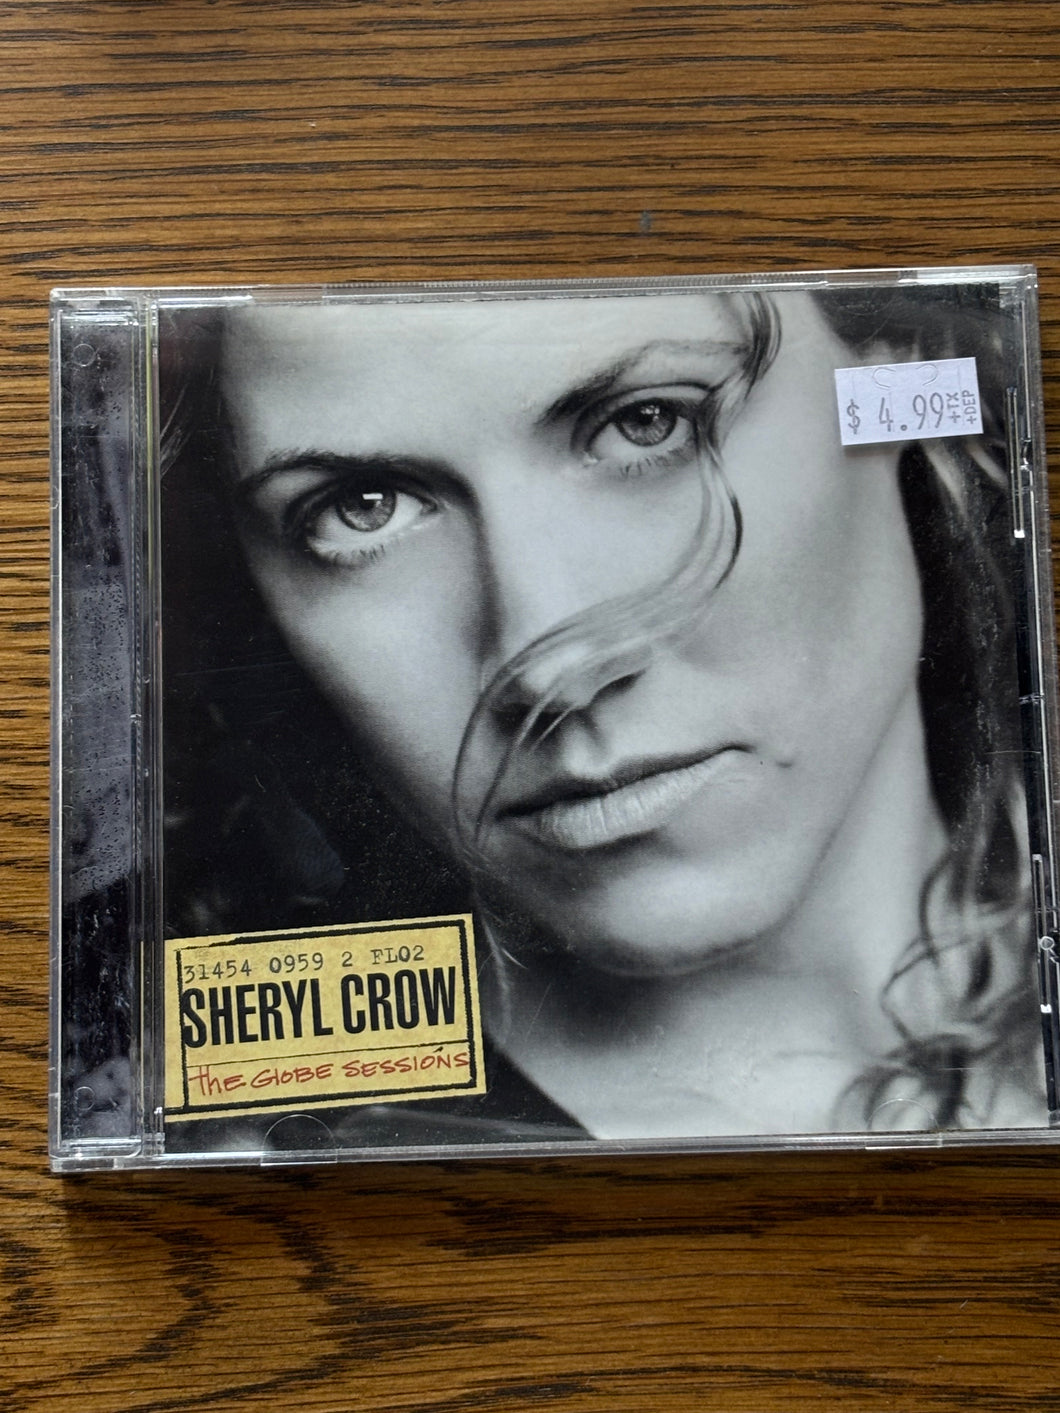 $ 4.99 +TX
+DEP
31454 0959 2 FL02
SHERYL CROW
the GLOBE SESSIONS